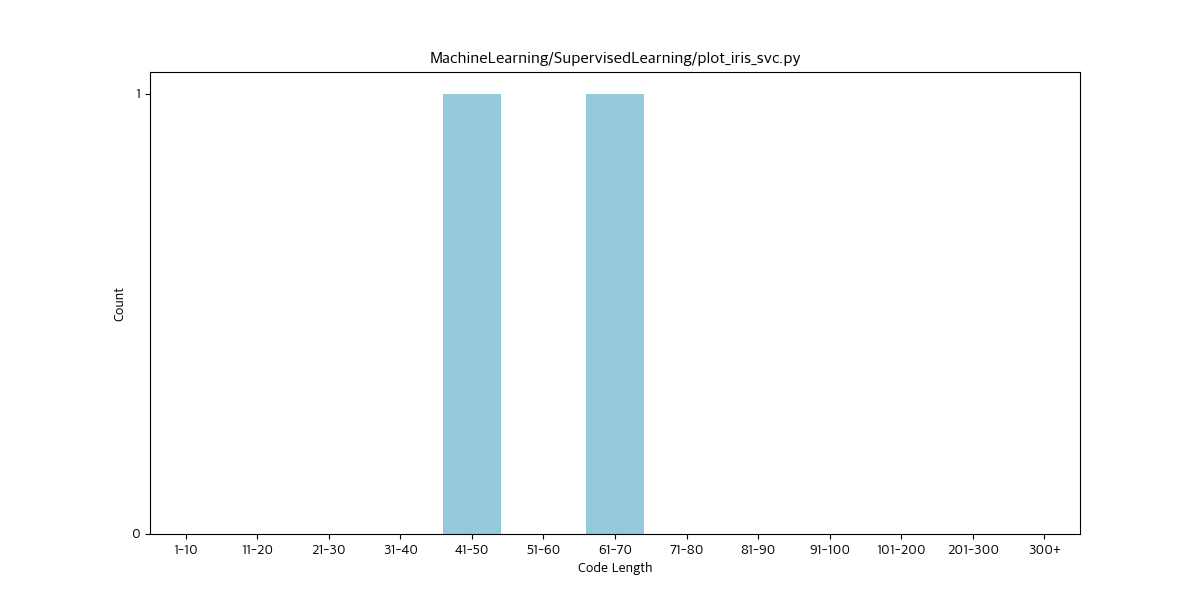 MachineLearning/SupervisedLearning/plot_iris_svc.py
1
Count
0
1-10 11-20 21-30 31-40 41-50 51-60 61-70 71-80 81-90 91-100 101-200 201-300 300+
Code Length